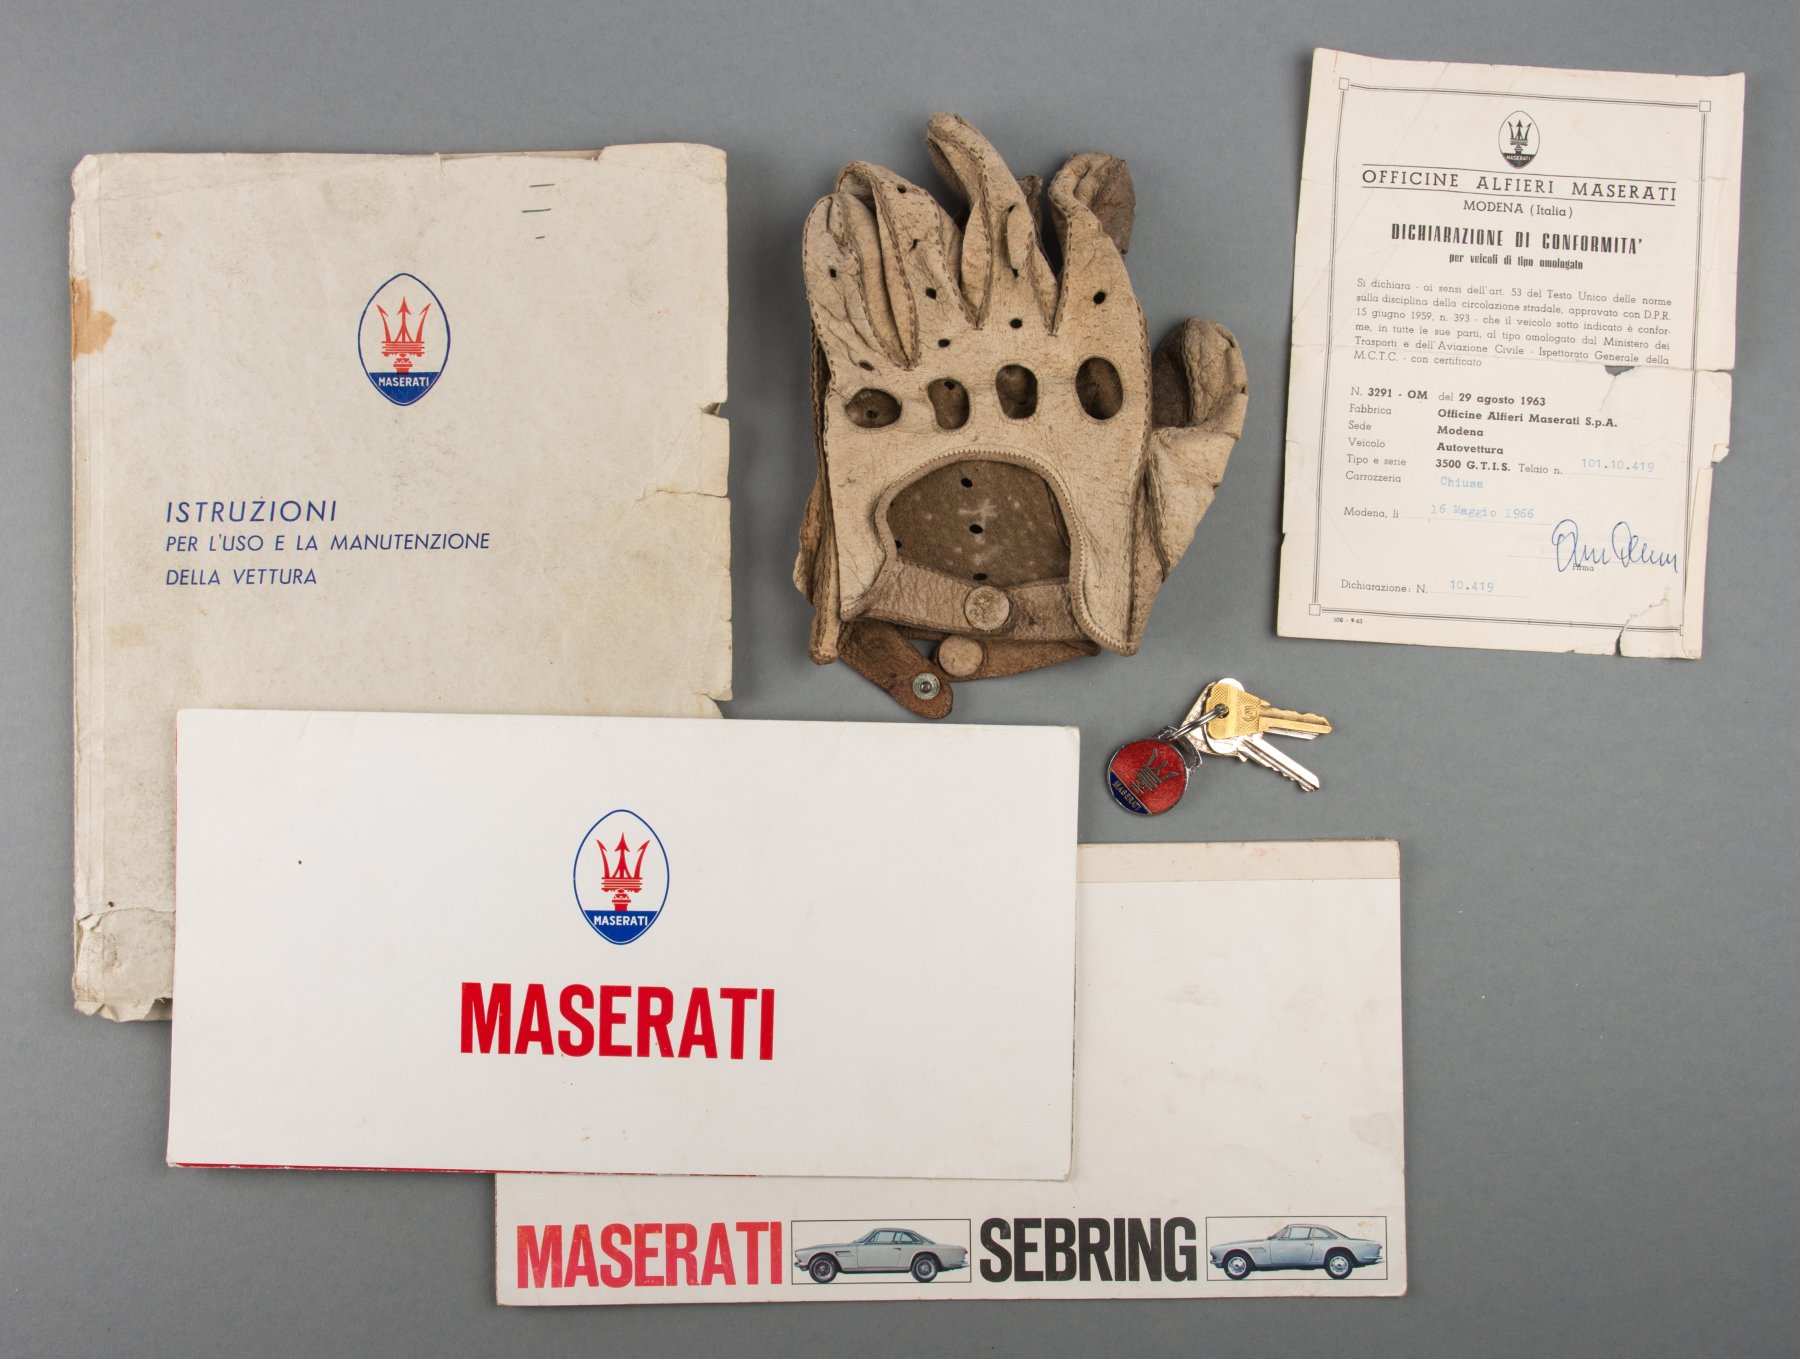 MASERATI
ISTRUZIONI
PER L'USO E LA MANUTENZIONE
DELLA VETTURA
MASERATI
OFFICINE ALFIERI MASERATI
MODENA (Italia)
DICHIARAZIONE DI CONFORMITA'
per veicoli di tipo omologato
Si dichiara - ai sensi dell'art. 53 del Testo Unico delle norme
sulla disciplina della circolazione stradale, approvato con D.P.R.
15 giugno 1959, n. 393 - che il veicolo sotto indicato è confor-
me, in tutte le sue parti, al tipo omologato dal Ministero dei
Trasporti e dell'Aviazione Civile - Ispettorato Generale della
M.C.T.C. - con certificato
N. 3291 - OM del 29 agosto 1963
Fabbrica Officine Alfieri Maserati S.p.A.
Sede Modena
Veicolo Autovettura
Tipo e serie 3500 G.T.I.S. Telaio n. 101.10.419
Carrozzeria Chiusa
Modena, li 16 Maggio 1966
Firma
Dichiarazione: N. 10.419
500 - 9-63
MASERATI
MASERATI
MASERATI
MASERATI SEBRING